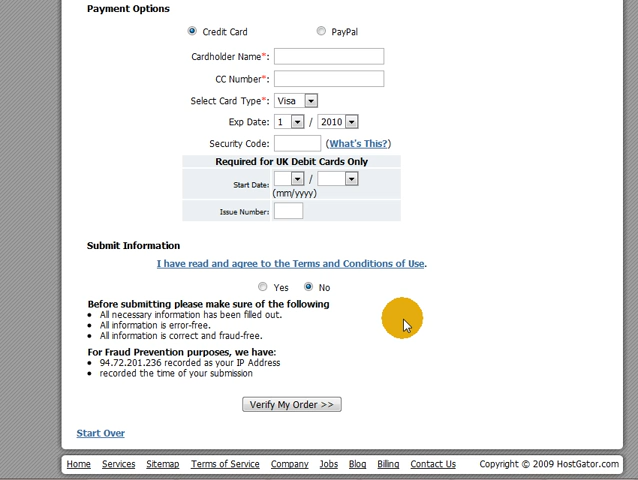 Payment Options
Credit Card PayPal
Cardholder Name*:
CC Number*:
Select Card Type*: Visa
Exp Date: 1 / 2010
Security Code: (What's This?)
Required for UK Debit Cards Only
Start Date: /
(mm/yyyy)
Issue Number:
Submit Information
I have read and agree to the Terms and Conditions of Use.
Yes No
Before submitting please make sure of the following
All necessary information has been filled out.
All information is error-free.
All information is correct and fraud-free.
For Fraud Prevention purposes, we have:
94.72.201.236 recorded as your IP Address
recorded the time of your submission
Verify My Order >>
Start Over
Home Services Sitemap Terms of Service Company Jobs Blog Billing Contact Us Copyright © 2009 HostGator.com